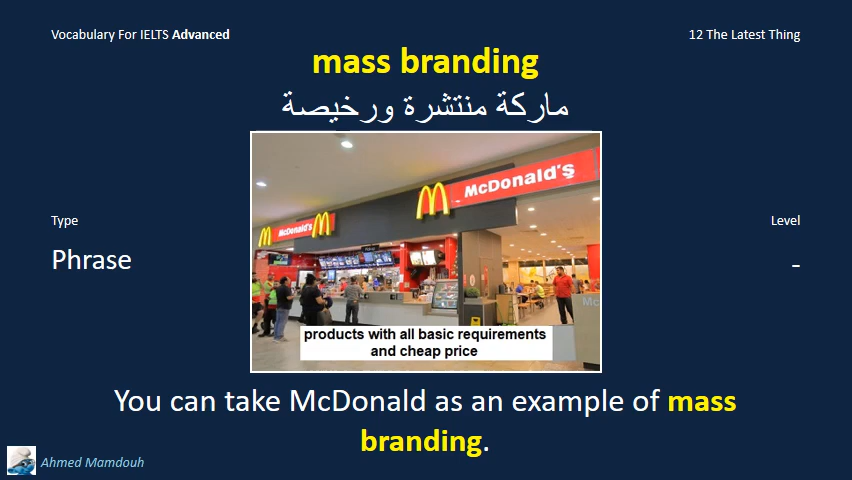 Vocabulary For IELTS Advanced
12 The Latest Thing
mass branding
ماركة منتشرة ورخيصة
McDonald's
McDonald's
Type
Level
Phrase
-
Mc
products with all basic requirements
and cheap price
You can take McDonald as an example of mass
branding.
Ahmed Mamdouh